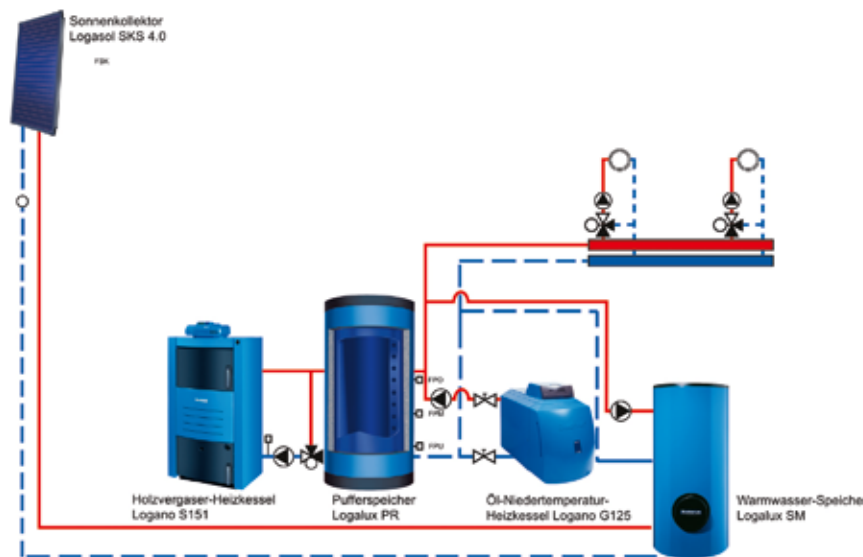 Sonnenkollektor
Logasol SKS 4.0
FSK
FPO
FPM
FPU
Holzvergaser-Heizkessel
Logano S151
Pufferspeicher
Logalux PR
Öl-Niedertemperatur-
Heizkessel Logano G125
Warmwasser-Speicher
Logalux SM